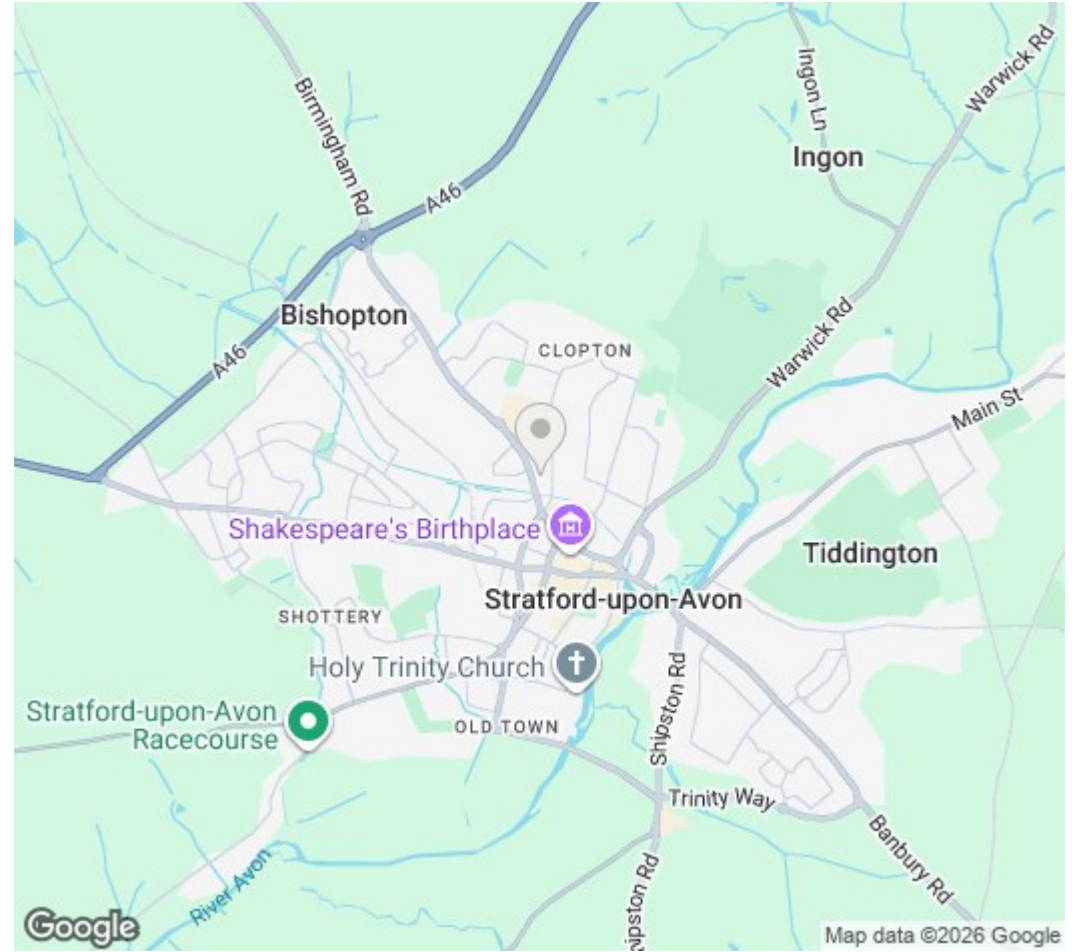 Birmingham Rd
A46
Ingon Ln
Warwick Rd
Ingon
Bishopton
A46
CLOPTON
Warwick Rd
Main St
Shakespeare's Birthplace
Tiddington
Stratford-upon-Avon
SHOTTERY
Holy Trinity Church
Shipston Rd
Stratford-upon-Avon
Racecourse
OLD TOWN
Trinity Way
Banbury Rd
River Avon
hipston Rd
Google
Map data ©2026 Google